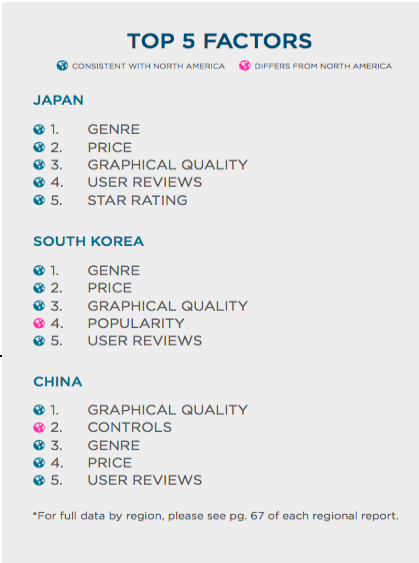 TOP 5 FACTORS
CONSISTENT WITH NORTH AMERICA DIFFERS FROM NORTH AMERICA
JAPAN
1. GENRE
2. PRICE
3. GRAPHICAL QUALITY
4. USER REVIEWS
5. STAR RATING
SOUTH KOREA
1. GENRE
2. PRICE
3. GRAPHICAL QUALITY
4. POPULARITY
5. USER REVIEWS
CHINA
1. GRAPHICAL QUALITY
2. CONTROLS
3. GENRE
4. PRICE
5. USER REVIEWS
*For full data by region, please see pg. 67 of each regional report.